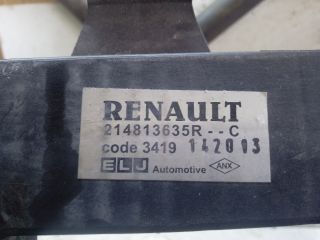 RENAULT
214813635R - - C
code 3419 142013
ELJ Automotive ANX